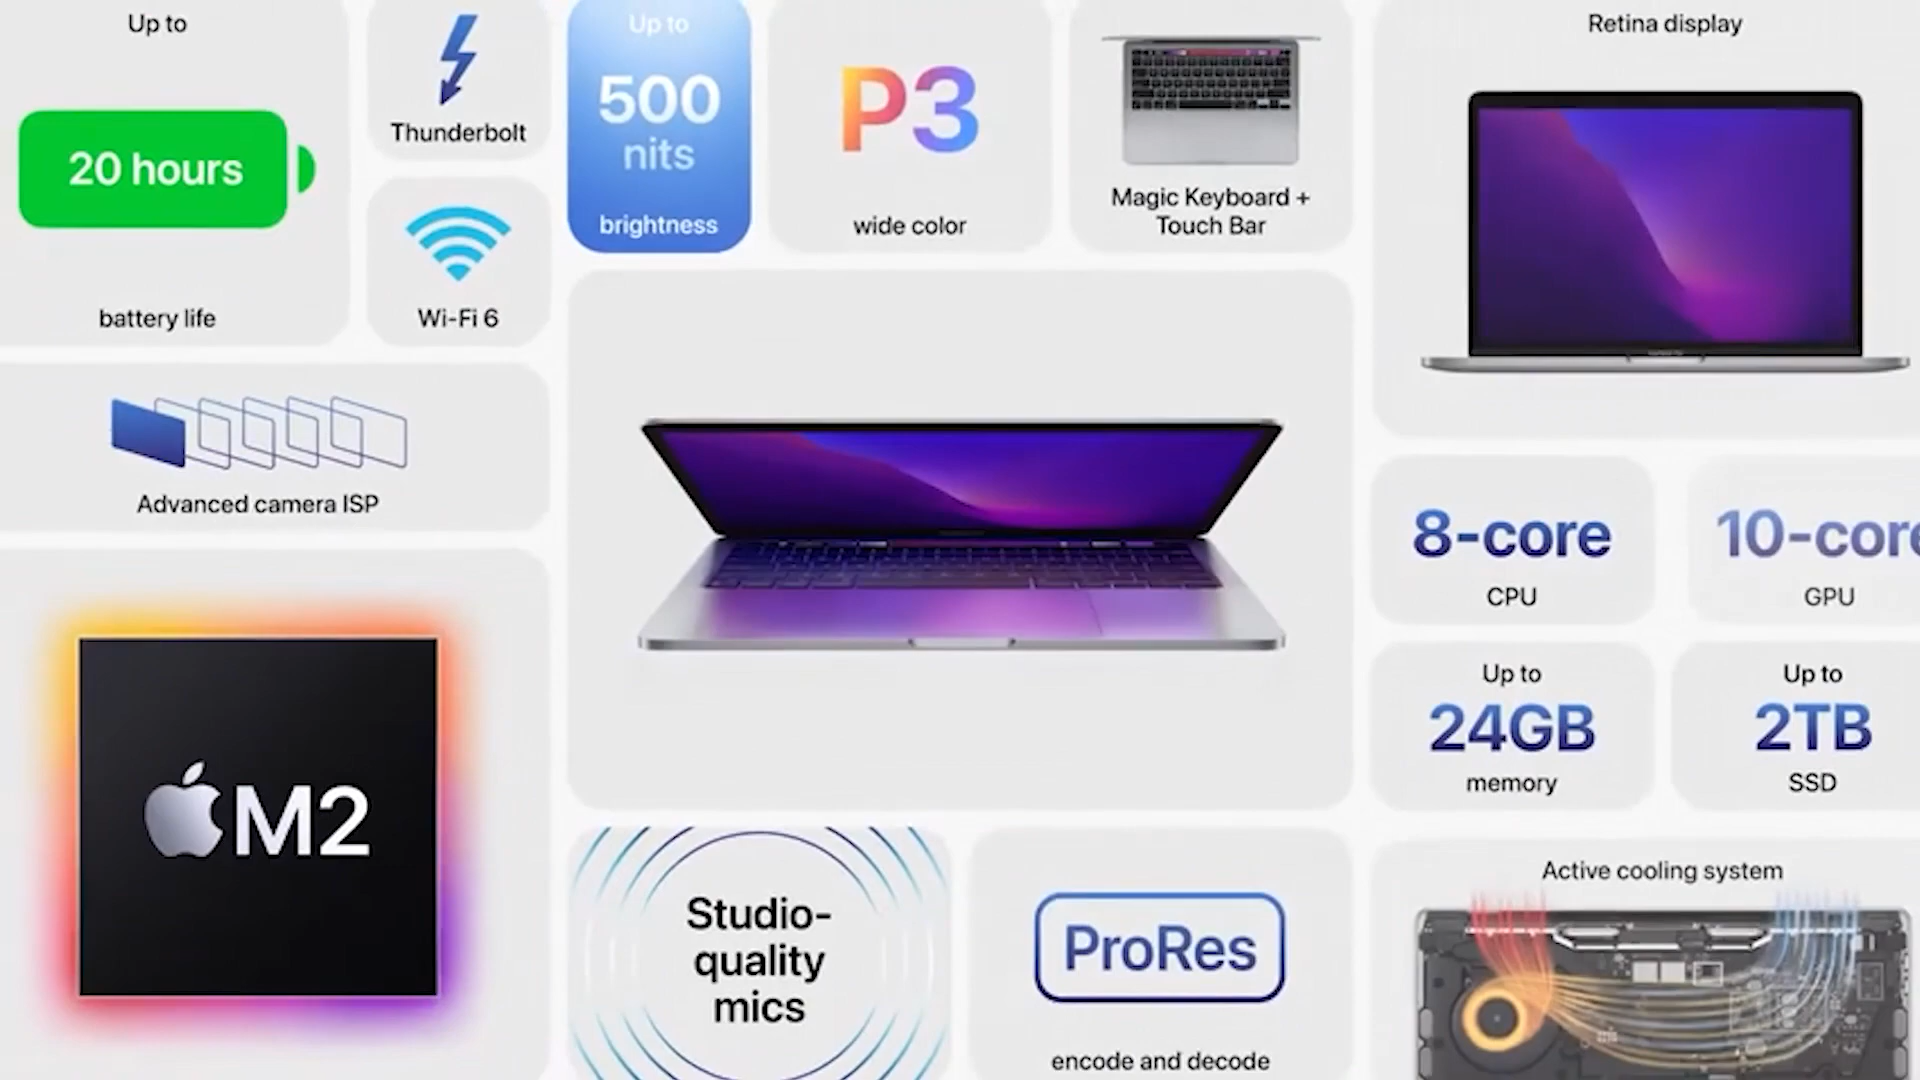 Up to
20 hours
battery life
Thunderbolt
Wi-Fi 6
Up to
500
nits
brightness
P3
wide color
Magic Keyboard +
Touch Bar
Retina display
Advanced camera ISP
M2
8-core
CPU
10-core
GPU
Up to
24GB
memory
Up to
2TB
SSD
Studio-
quality
mics
ProRes
encode and decode
Active cooling system